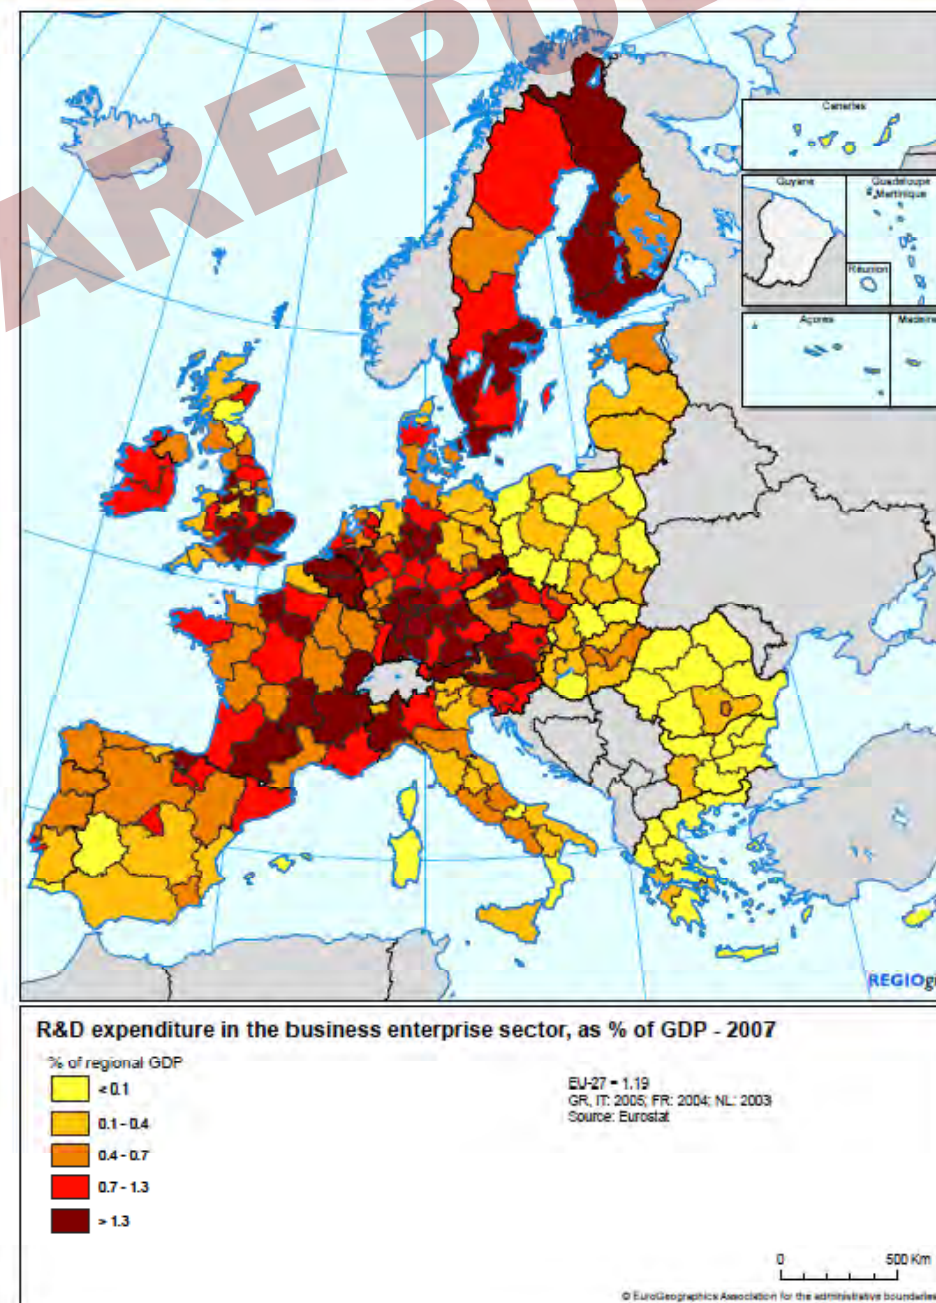 ARE PU
Canarias
Guyane
Guadeloupe
Martinique
Réunion
Açores
Madeira
REGIOgi
R&D expenditure in the business enterprise sector, as % of GDP - 2007
% of regional GDP
< 0.1
0.1 - 0.4
0.4 - 0.7
0.7 - 1.3
> 1.3
EU-27 = 1.19
GR, IT: 2005; FR: 2004; NL: 2003
Source: Eurostat
0 500 Km
© EuroGeographics Association for the administrative boundaries